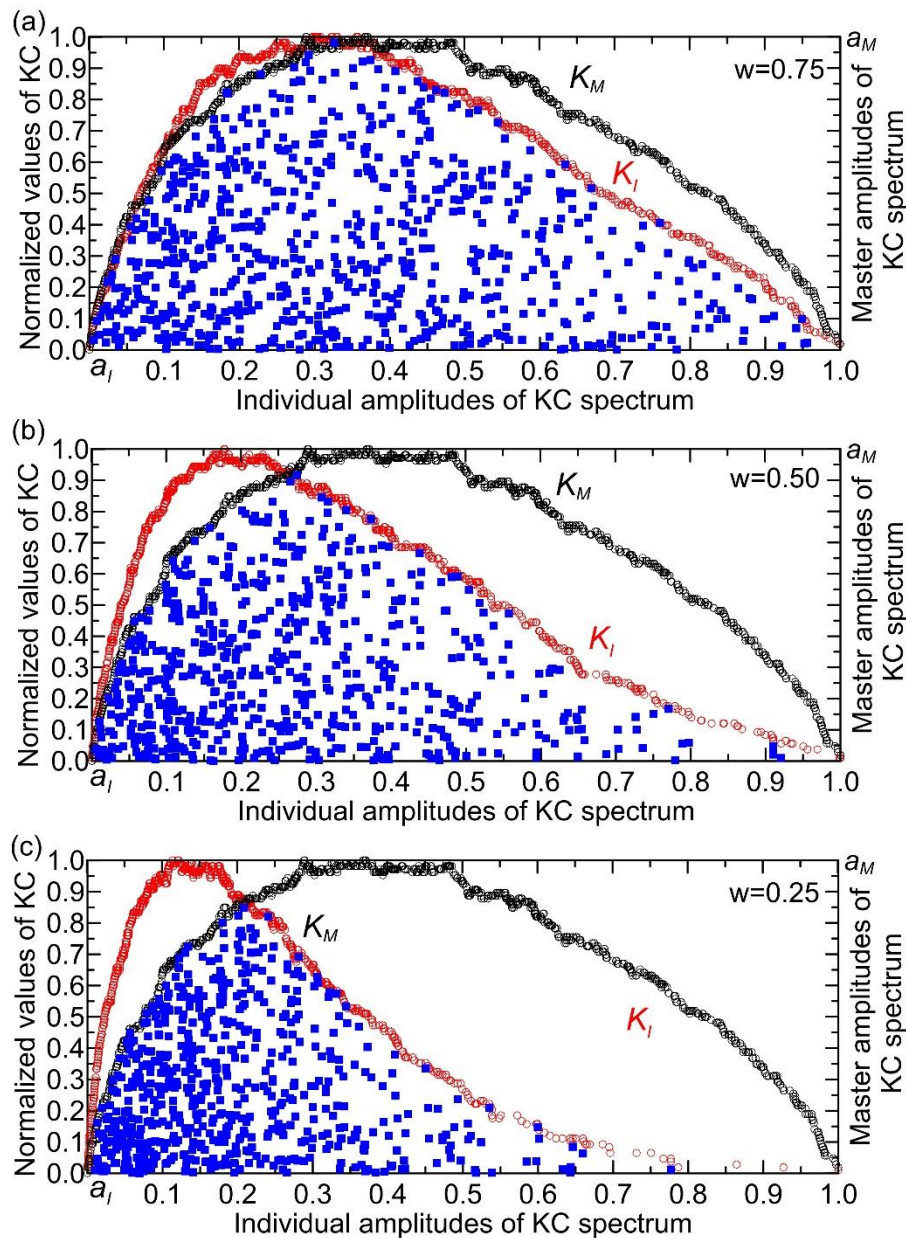 (a)
1.0
0.9
0.8
0.7
0.6
0.5
0.4
0.3
0.2
0.1
0.0
Normalized values of KC
K_M
K_I
w=0.75
a_M
Master amplitudes of
KC spectrum
a_I
0.1 0.2 0.3 0.4 0.5 0.6 0.7 0.8 0.9 1.0
Individual amplitudes of KC spectrum
(b)
1.0
0.9
0.8
0.7
0.6
0.5
0.4
0.3
0.2
0.1
0.0
Normalized values of KC
K_M
K_I
w=0.50
a_M
Master amplitudes of
KC spectrum
a_I
0.1 0.2 0.3 0.4 0.5 0.6 0.7 0.8 0.9 1.0
Individual amplitudes of KC spectrum
(c)
1.0
0.9
0.8
0.7
0.6
0.5
0.4
0.3
0.2
0.1
0.0
Normalized values of KC
K_M
K_I
w=0.25
a_M
Master amplitudes of
KC spectrum
a_I
0.1 0.2 0.3 0.4 0.5 0.6 0.7 0.8 0.9 1.0
Individual amplitudes of KC spectrum